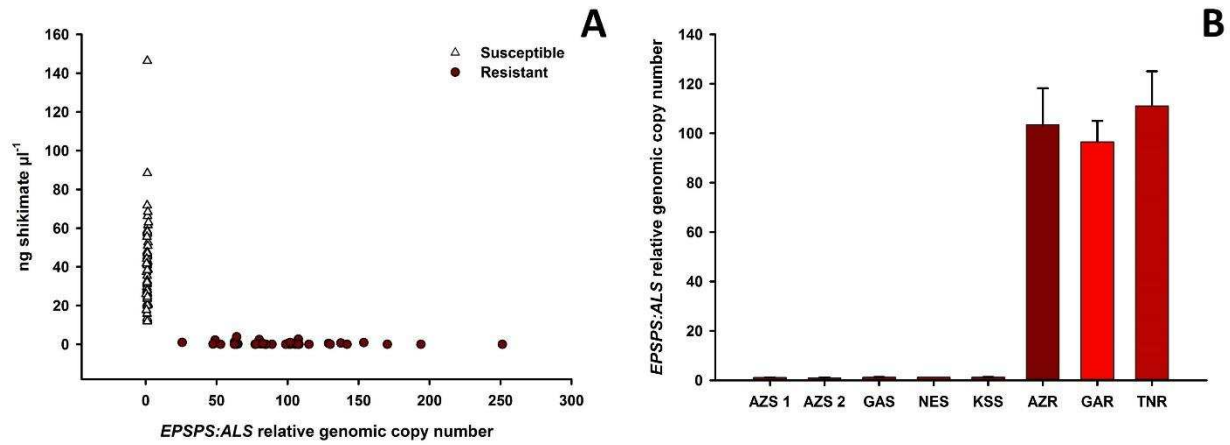 A
160
140
120
100
80
60
40
20
0
ng shikimate µl-1
Susceptible
Resistant
0 50 100 150 200 250 300
EPSPS:ALS relative genomic copy number
B
140
120
100
80
60
40
20
0
EPSPS:ALS relative genomic copy number
AZS 1 AZS 2 GAS NES KSS AZR GAR TNR